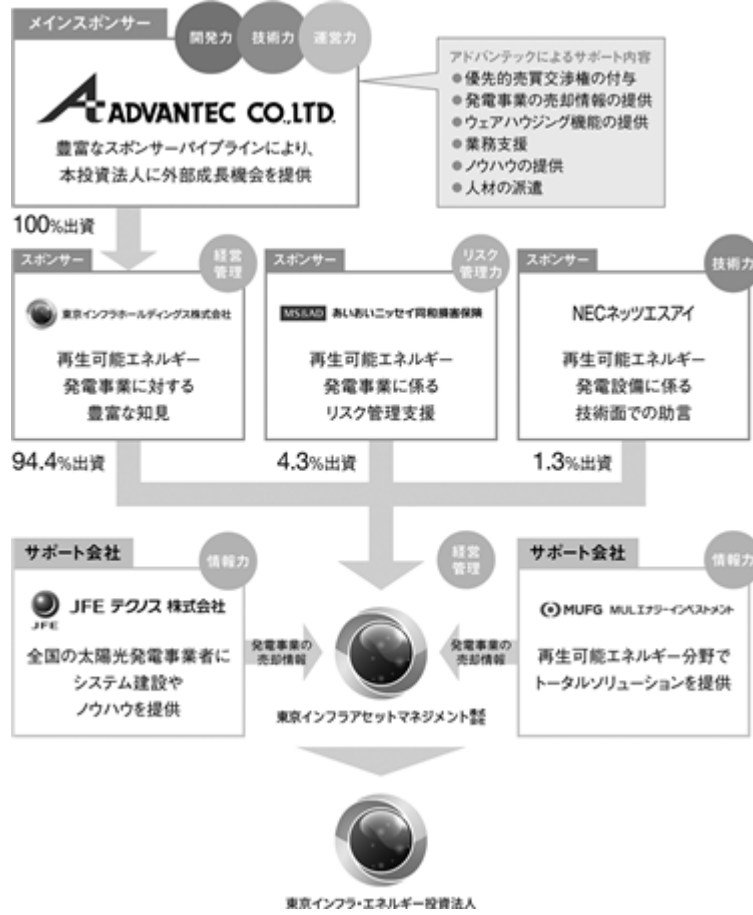 メインスポンサー
開発力
技術力
運営力
ADVANTEC CO.,LTD.
豊富なスポンサーパイプラインにより、
本投資法人に外部成長機会を提供
アドバンテックによるサポート内容
●優先的売買交渉権の付与
●発電事業の売却情報の提供
●ウェアハウジング機能の提供
●業務支援
●ノウハウの提供
●人材の派遣
100%出資
スポンサー
経営
管理
東京インフラホールディングス株式会社
再生可能エネルギー
発電事業に対する
豊富な知見
94.4%出資
スポンサー
リスク
管理力
MS&AD あいおいニッセイ同和損害保険
再生可能エネルギー
発電事業に係る
リスク管理支援
4.3%出資
スポンサー
技術力
NECネッツエスアイ
再生可能エネルギー
発電設備に係る
技術面での助言
1.3%出資
サポート会社
情報力
JFE
JFE テクノス 株式会社
全国の太陽光発電事業者に
システム建設や
ノウハウを提供
発電事業の
売却情報
経営
管理
東京インフラアセットマネジメント株式会社
発電事業の
売却情報
サポート会社
情報力
MUFG MULエナジーインベストメント
再生可能エネルギー分野で
トータルソリューションを提供
東京インフラ・エネルギー投資法人